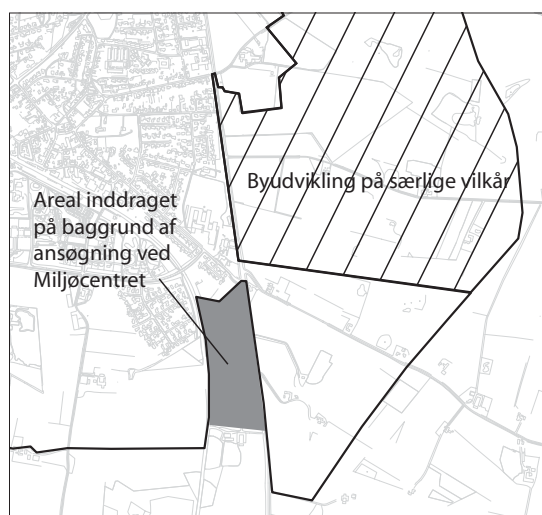 Byudvikling på særlige vilkår
Areal inddraget
på baggrund af
ansøgning ved
Miljøcentret